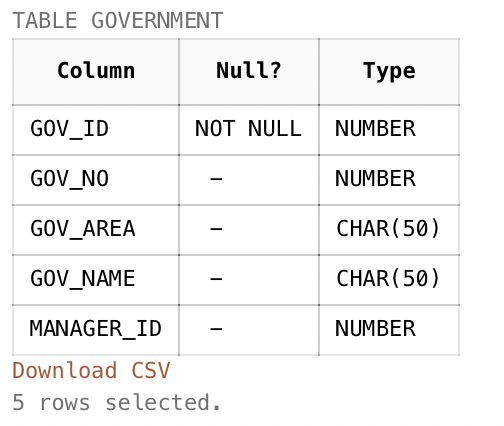 TABLE GOVERNMENT
Column Null? Type
GOV_ID NOT NULL NUMBER
GOV_NO – NUMBER
GOV_AREA – CHAR(50)
GOV_NAME – CHAR(50)
MANAGER_ID – NUMBER
Download CSV
5 rows selected.